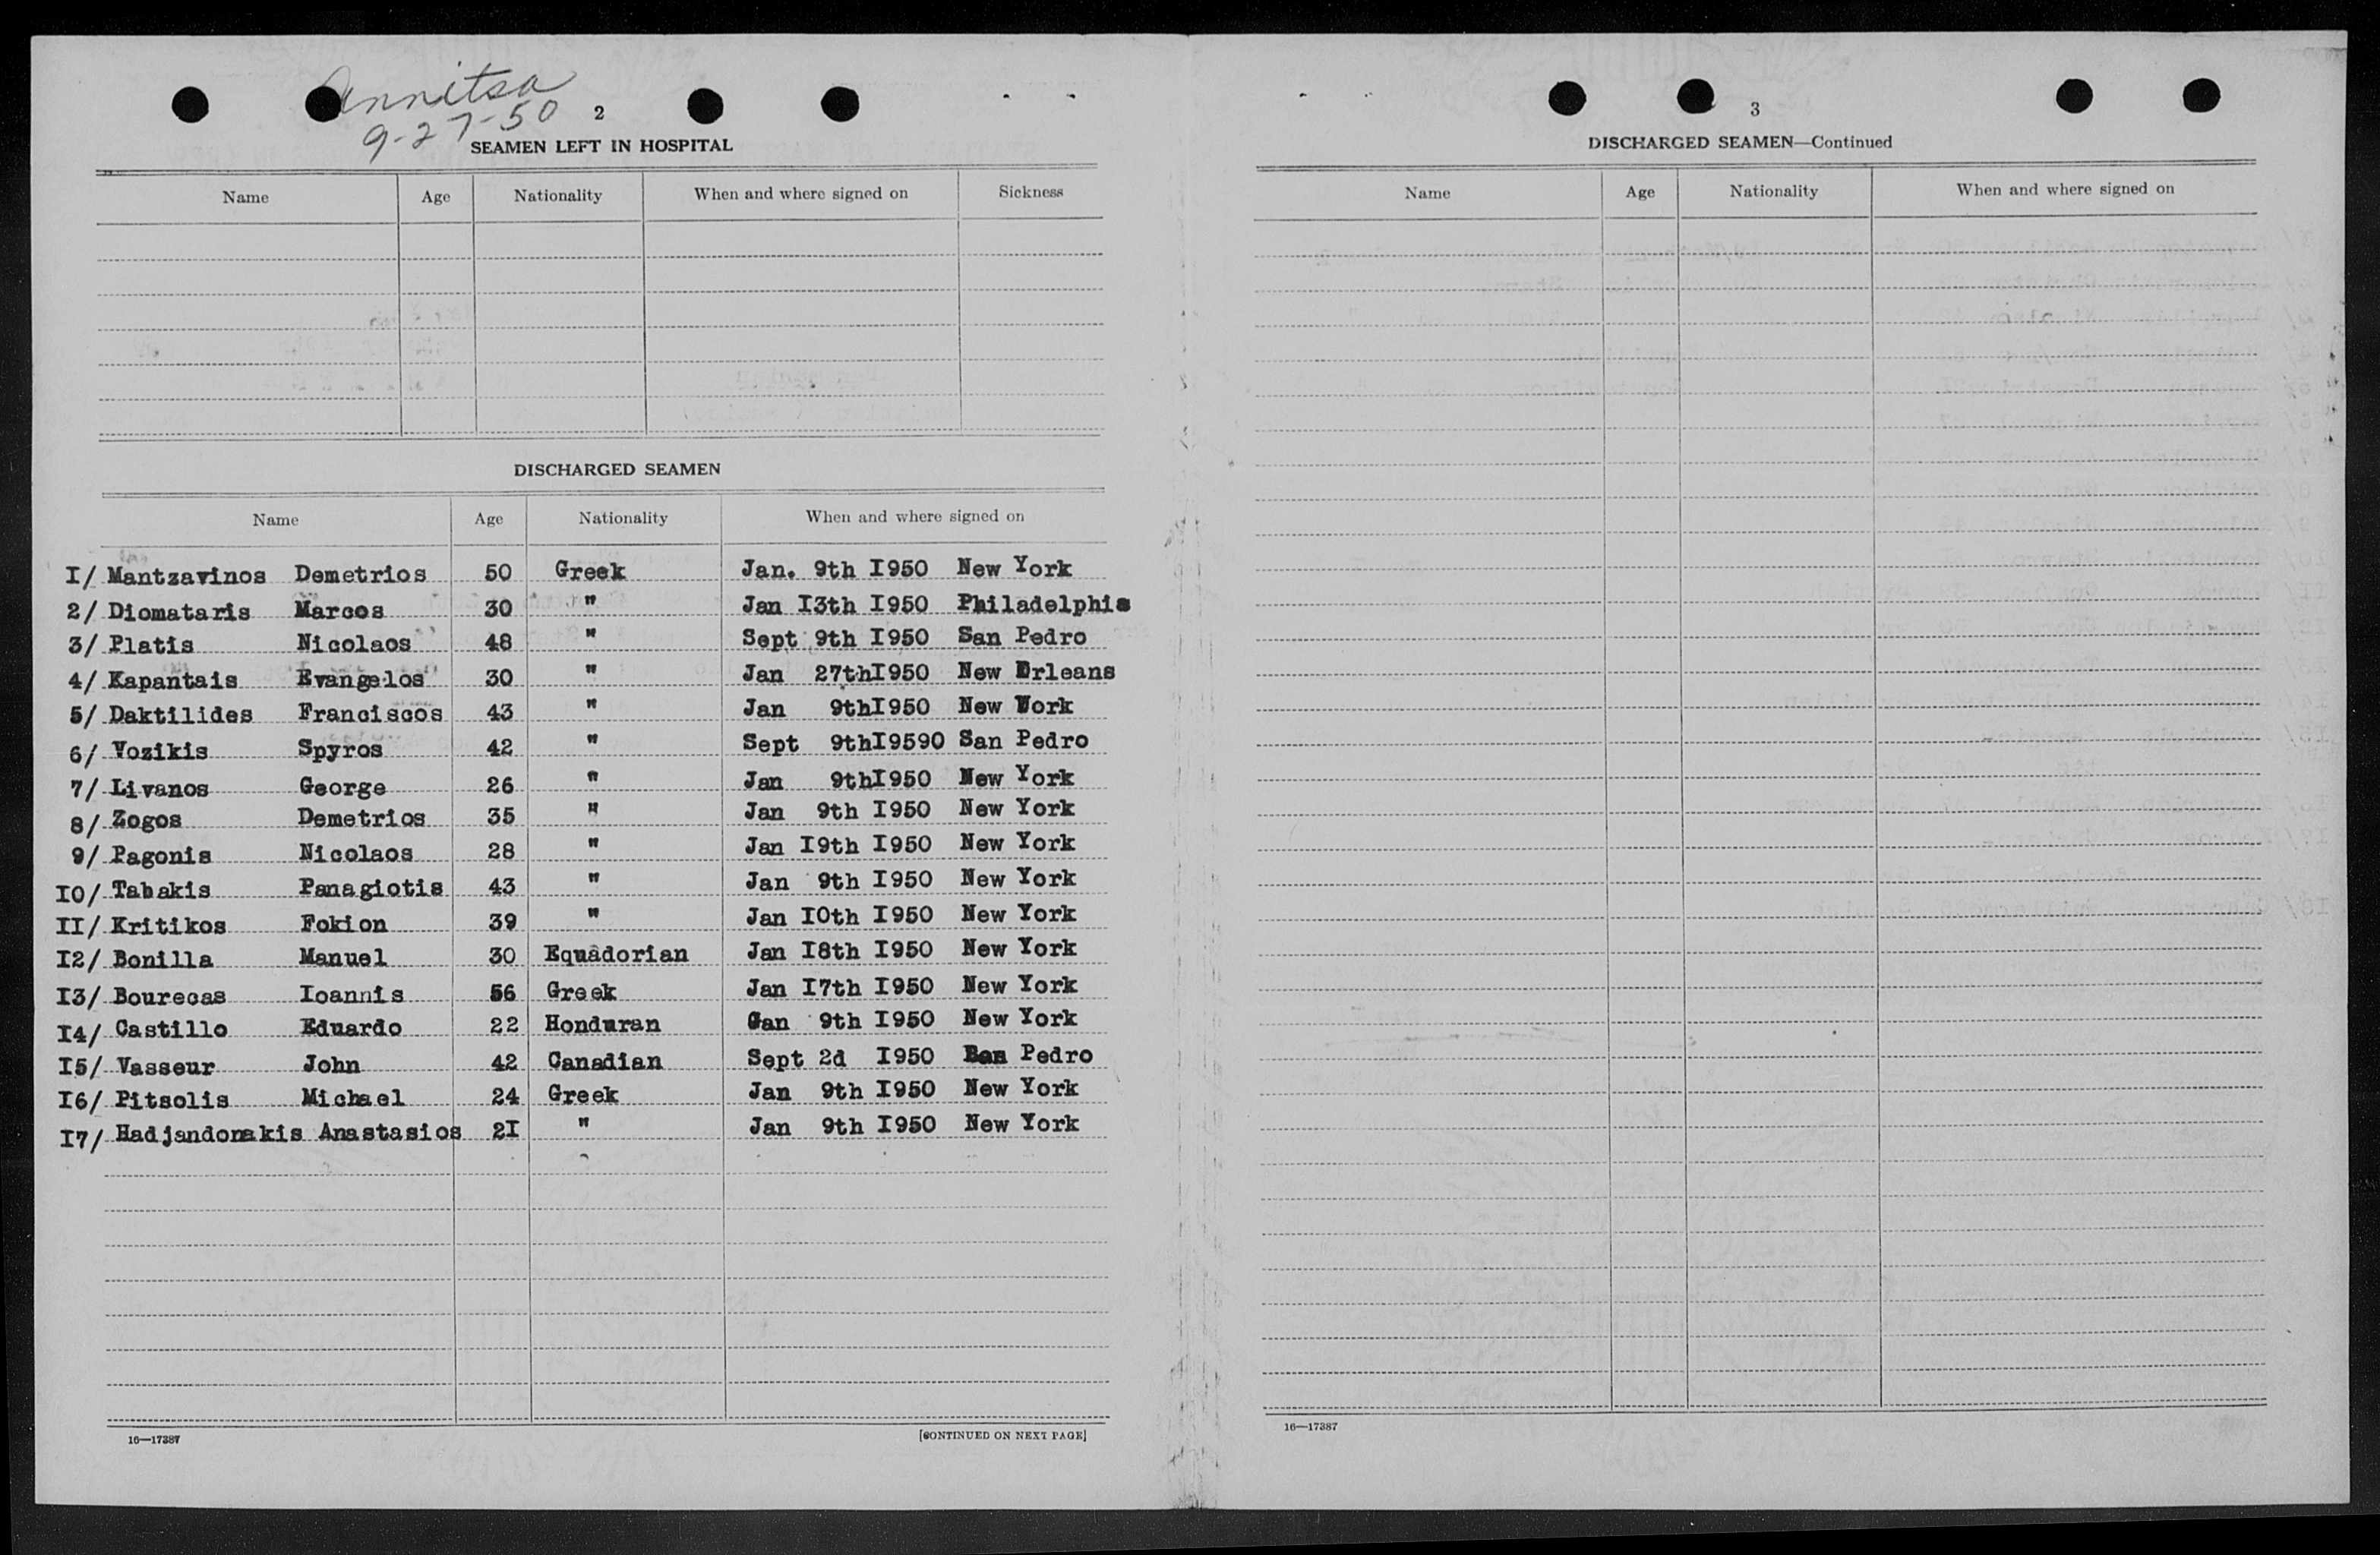 Annitsa
9-27-50
2
SEAMEN LEFT IN HOSPITAL
Name Age Nationality When and where signed on Sickness
DISCHARGED SEAMEN
Name Age Nationality When and where signed on
I/ Mantzavinos Demetrios 50 Greek Jan. 9th I950 New York
2/ Diomataris Marcos 30 " Jan I3th I950 Philadelphia
3/ Platis Nicolaos 48 " Sept 9th I950 San Pedro
4/ Kapantais Evangelos 30 " Jan 27thI950 New Orleans
5/ Daktilides Franciscos 43 " Jan 9thI950 New York
6/ Vozikis Spyros 42 " Sept 9thI9590 San Pedro
7/ Livanos George 26 " Jan 9thI950 New York
8/ Zogos Demetrios 35 " Jan 9th I950 New York
9/ Pagonis Nicolaos 28 " Jan I9th I950 New York
I0/ Tabakis Panagiotis 43 " Jan 9th I950 New York
II/ Kritikos Fokion 39 " Jan I0th I950 New York
I2/ Bonilla Manuel 30 Equadorian Jan I8th I950 New York
I3/ Bourecas Ioannis 56 Greek Jan I7th I950 New York
I4/ Castillo Eduardo 22 Honduran Jan 9th I950 New York
I5/ Vasseur John 42 Canadian Sept 2d I950 San Pedro
I6/ Pitsolis Michael 24 Greek Jan 9th I950 New York
I7/ Hadjandonakis Anastasios 2I " Jan 9th I950 New York
16—17387 [CONTINUED ON NEXT PAGE]
3
DISCHARGED SEAMEN—Continued
Name Age Nationality When and where signed on
16—17387